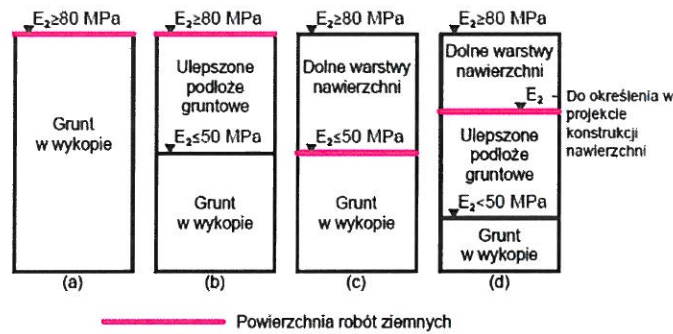 E₂≥80 MPa
Grunt
w wykopie
(a)
E₂≥80 MPa
Ulepszone
podłoże
gruntowe
E₂≤50 MPa
Grunt
w wykopie
(b)
E₂≥80 MPa
Dolne warstwy
nawierzchni
E₂≤50 MPa
Grunt
w wykopie
(c)
E₂≥80 MPa
Dolne warstwy
nawierzchni
E₂
Do określenia w
projekcie
konstrukcji
nawierzchni
Ulepszone
podłoże
gruntowe
E₂<50 MPa
Grunt
w wykopie
(d)
Powierzchnia robót ziemnych